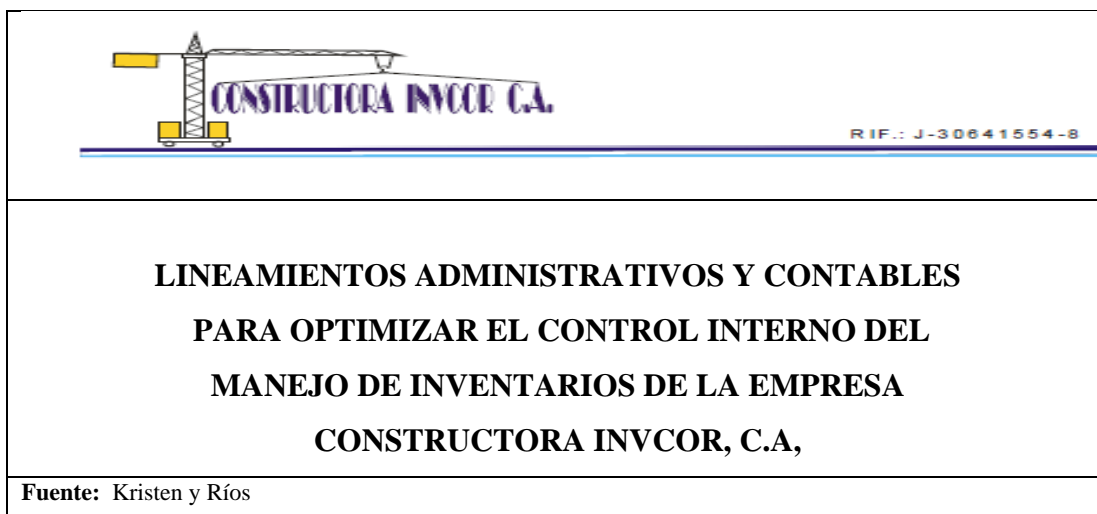 CONSTRUCTORA INVCOR C.A.
RIF.: J-30641554-8
LINEAMIENTOS ADMINISTRATIVOS Y CONTABLES
PARA OPTIMIZAR EL CONTROL INTERNO DEL
MANEJO DE INVENTARIOS DE LA EMPRESA
CONSTRUCTORA INVCOR, C.A,
Fuente: Kristen y Ríos